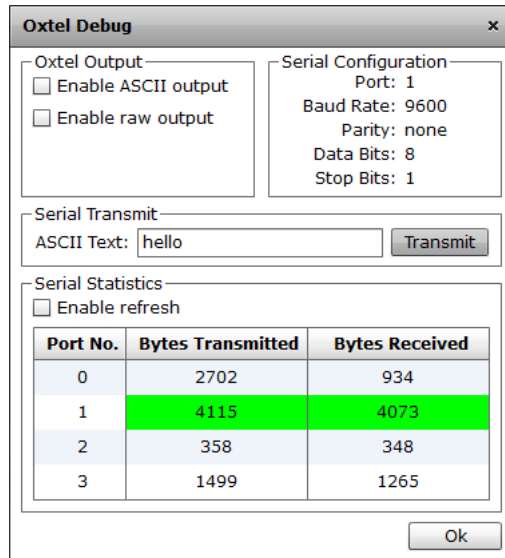 Oxtel Debug ×
Oxtel Output
Enable ASCII output
Enable raw output
Serial Configuration
Port: 1
Baud Rate: 9600
Parity: none
Data Bits: 8
Stop Bits: 1
Serial Transmit
ASCII Text: hello Transmit
Serial Statistics
Enable refresh
Port No. Bytes Transmitted Bytes Received
0 2702 934
1 4115 4073
2 358 348
3 1499 1265
Ok